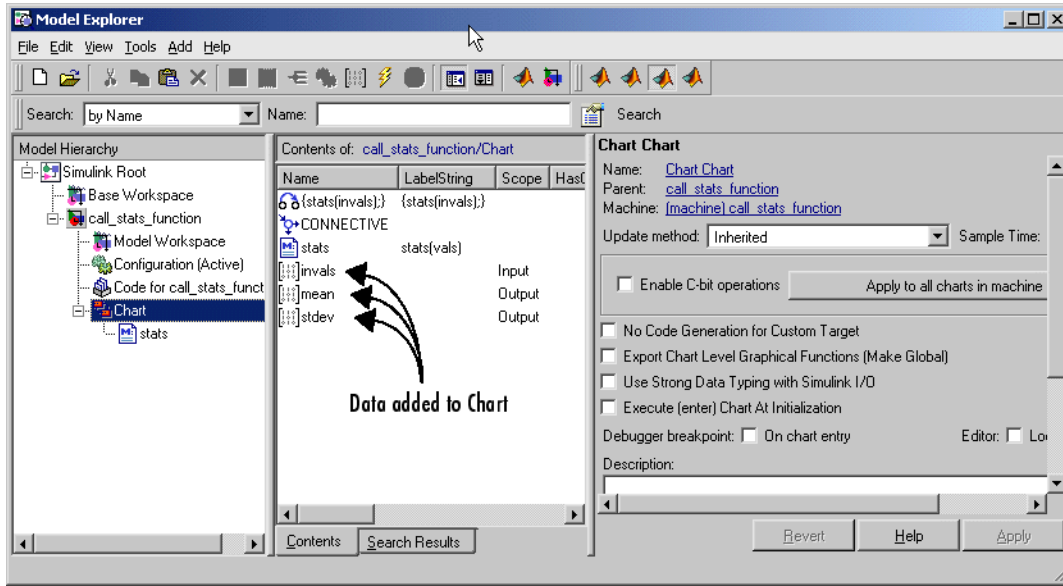 Model Explorer
File Edit View Tools Add Help
Search: by Name Name: Search
Model Hierarchy
Simulink Root
Base Workspace
call_stats_function
Model Workspace
Configuration (Active)
Code for call_stats_funct
Chart
stats
Contents of: call_stats_function/Chart
Name LabelString Scope Has
{stats(invals);} {stats(invals);}
CONNECTIVE
stats stats(vals)
invals Input
mean Output
stdev Output
Data added to Chart
Contents Search Results
Chart Chart
Name: Chart Chart
Parent: call_stats_function
Machine: (machine) call_stats_function
Update method: Inherited Sample Time:
Enable C-bit operations Apply to all charts in machine
No Code Generation for Custom Target
Export Chart Level Graphical Functions (Make Global)
Use Strong Data Typing with Simulink I/O
Execute (enter) Chart At Initialization
Debugger breakpoint: On chart entry Editor: Lo
Description:
Revert Help Apply